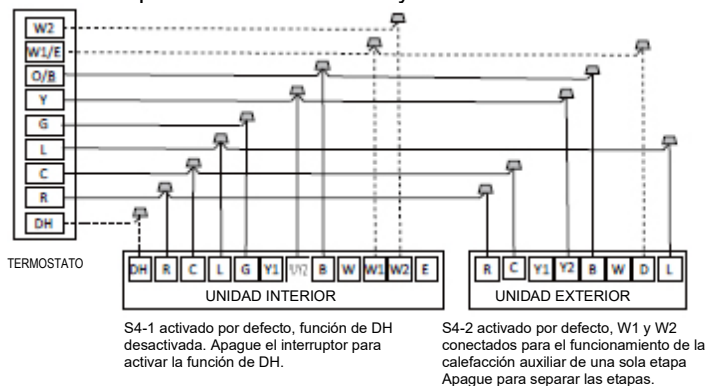 W2
W1/E
O/B
Y
G
L
C
R
DH
TERMOSTATO
DH R C L G Y1 Y/Y2 B W W1 W2 E
UNIDAD INTERIOR
R C Y1 Y2 B W D L
UNIDAD EXTERIOR
S4-1 activado por defecto, función de DH
desactivada. Apague el interruptor para
activar la función de DH.
S4-2 activado por defecto, W1 y W2
conectados para el funcionamiento de la
calefacción auxiliar de una sola etapa
Apague para separar las etapas.